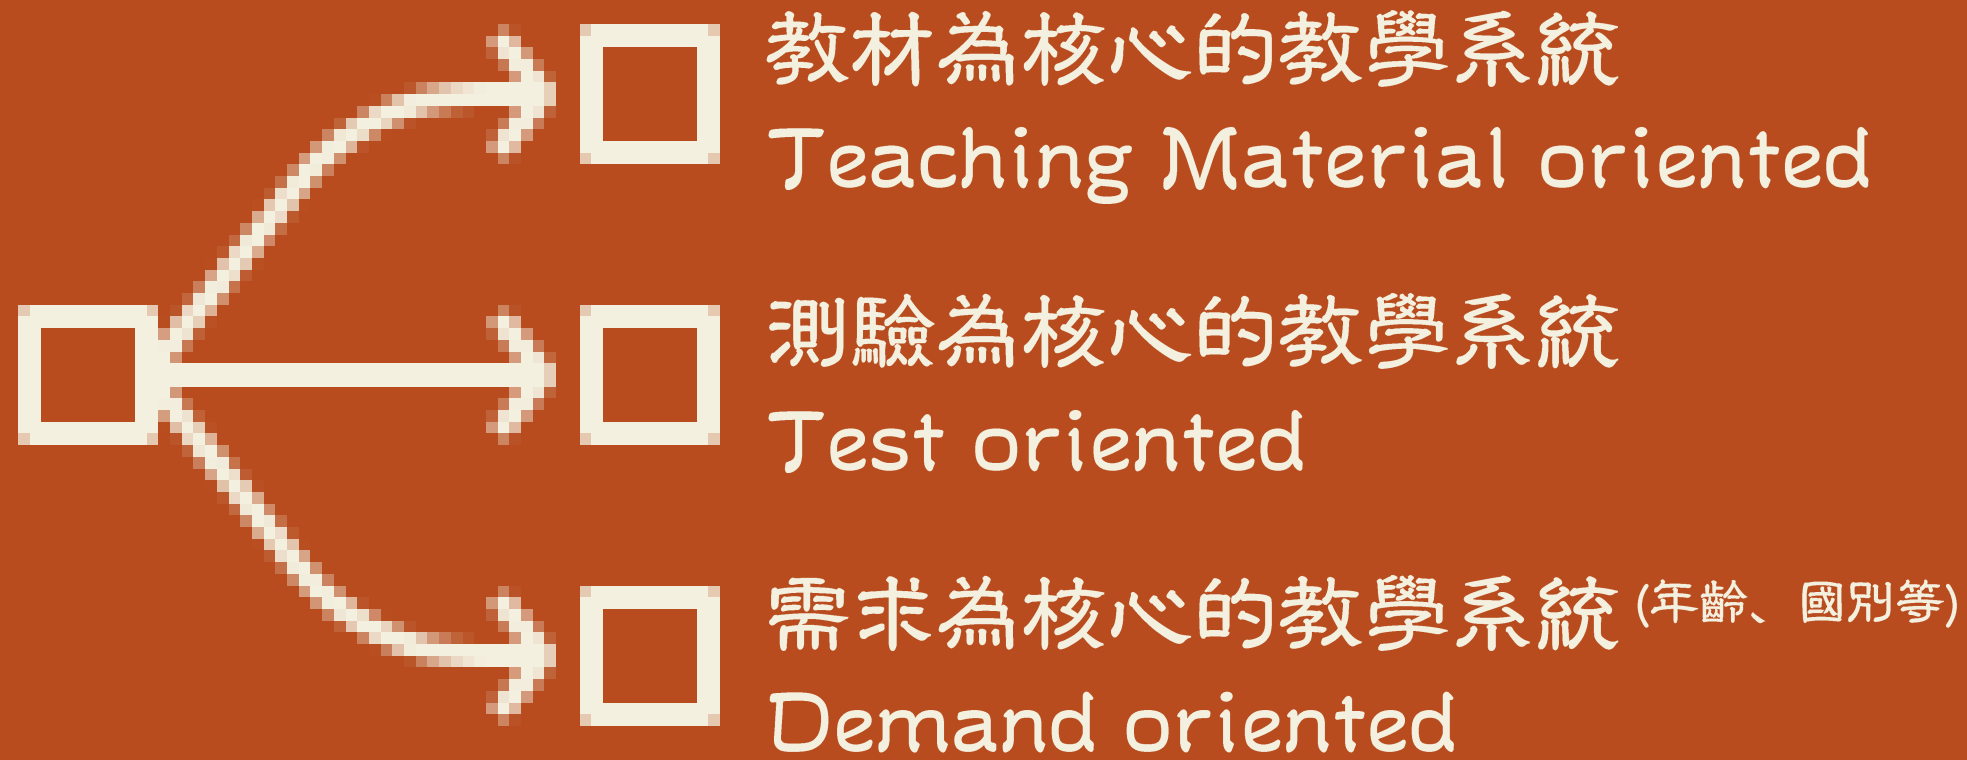 教材為核心的教學系統
Teaching Material oriented
測驗為核心的教學系統
Test oriented
需求為核心的教學系統 (年齡、國別等)
Demand oriented